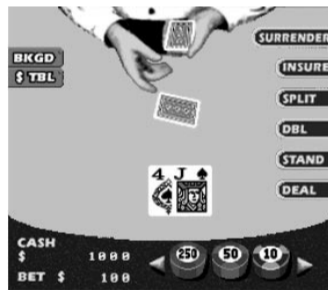 SURRENDER
BKGD
INSURE
$ TBL
SPLIT
DBL
4 J
STAND
DEAL
CASH
$ 1000
BET $ 100
250
50
10